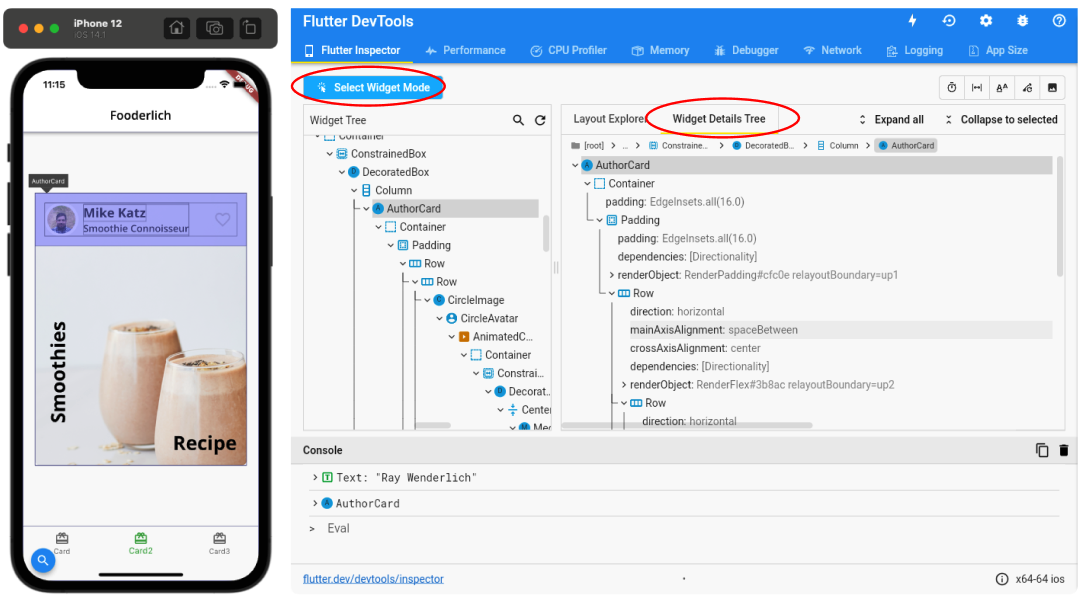 iPhone 12
iOS 14.1
11:15
DEBUG
Fooderlich
AuthorCard
Mike Katz
Smoothie Connoisseur
Smoothies
Recipe
Card
Card2
Card3
Flutter DevTools
Flutter Inspector
Performance
CPU Profiler
Memory
Debugger
Network
Logging
App Size
Select Widget Mode
Widget Tree
Container
ConstrainedBox
DecoratedBox
Column
AuthorCard
Container
Padding
Row
Row
CircleImage
CircleAvatar
AnimatedC...
Container
Constrai...
Decorat...
Center
Layout Explorer
Widget Details Tree
Expand all
Collapse to selected
[root] > ... > Constraine... > DecoratedB... > Column > AuthorCard
AuthorCard
Container
padding: EdgeInsets.all(16.0)
Padding
padding: EdgeInsets.all(16.0)
dependencies: [Directionality]
renderObject: RenderPadding#cfc0e relayoutBoundary=up1
Row
direction: horizontal
mainAxisAlignment: spaceBetween
crossAxisAlignment: center
dependencies: [Directionality]
renderObject: RenderFlex#3b8ac relayoutBoundary=up2
Row
direction: horizontal
Console
> T Text: "Ray Wenderlich"
> A AuthorCard
> Eval
flutter.dev/devtools/inspector
x64-64 ios